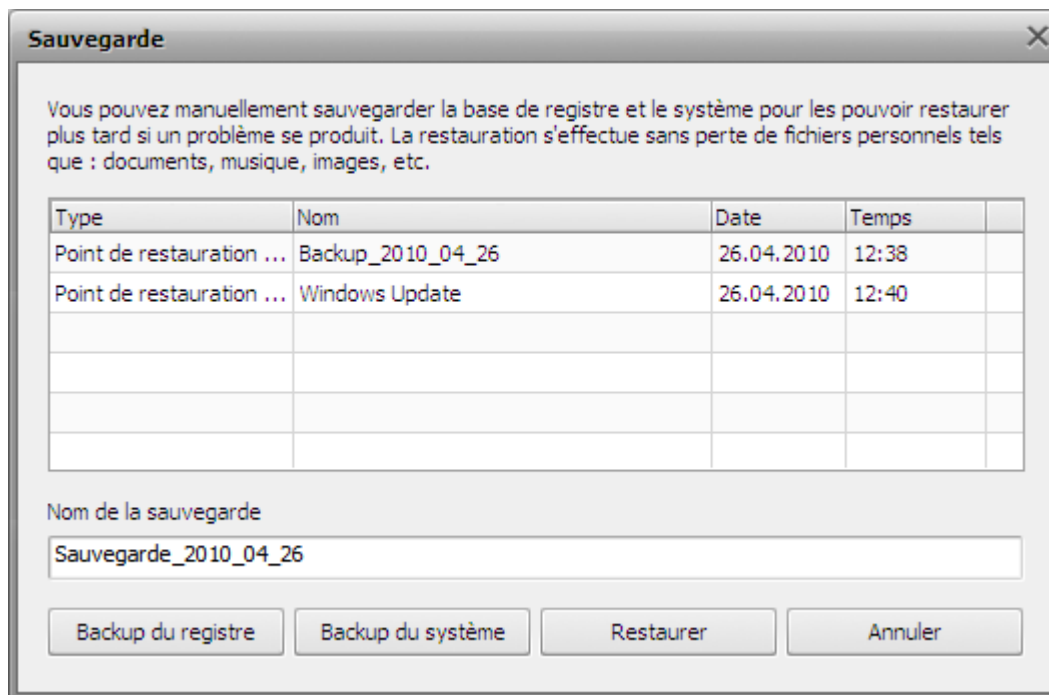 Sauvegarde
Vous pouvez manuellement sauvegarder la base de registre et le système pour les pouvoir restaurer
plus tard si un problème se produit. La restauration s'effectue sans perte de fichiers personnels tels
que : documents, musique, images, etc.
Type Nom Date Temps
Point de restauration ... Backup_2010_04_26 26.04.2010 12:38
Point de restauration ... Windows Update 26.04.2010 12:40
Nom de la sauvegarde
Sauvegarde_2010_04_26
Backup du registre Backup du système Restaurer Annuler